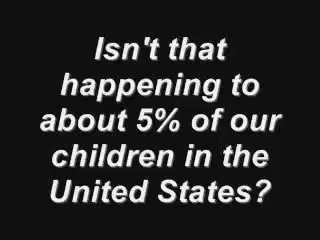 Isn't that
happening to
about 5% of our
children in the
United States?